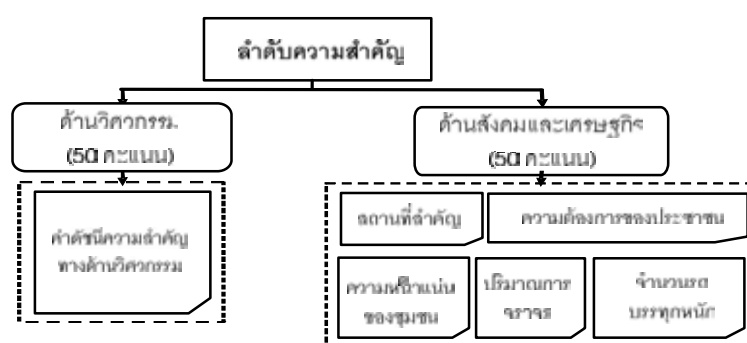 ลำดับความสำคัญ
ด้านวิศวกรรม
(50 คะแนน)
ด้านสังคมและเศรษฐกิจ
(50 คะแนน)
ค่าดัชนีความสำคัญ
ทางด้านวิศวกรรม
สถานที่สำคัญ
ความต้องการของประชาชน
ความหนาแน่น
ของชุมชน
ปริมาณการ
จราจร
จำนวนรถ
บรรทุกหนัก